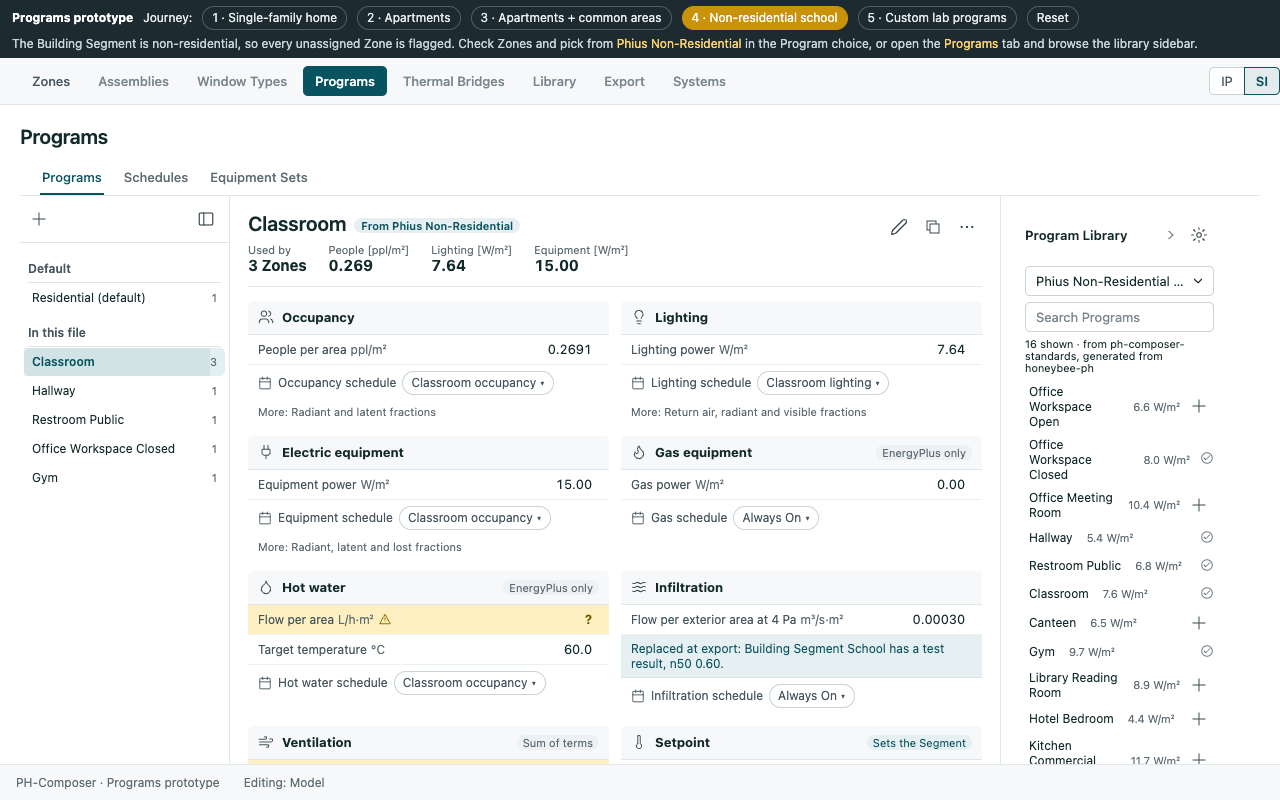 Programs prototype Journey: 1 · Single-family home 2 · Apartments 3 · Apartments + common areas 4 · Non-residential school 5 · Custom lab programs Reset
The Building Segment is non-residential, so every unassigned Zone is flagged. Check Zones and pick from Phius Non-Residential in the Program choice, or open the Programs tab and browse the library sidebar.
Zones Assemblies Window Types Programs Thermal Bridges Library Export Systems IP SI
Programs
Programs Schedules Equipment Sets
Default
Residential (default) 1
In this file
Classroom 3
Hallway 1
Restroom Public 1
Office Workspace Closed 1
Gym 1
Classroom From Phius Non-Residential
Used by People [ppl/m²] Lighting [W/m²] Equipment [W/m²]
3 Zones 0.269 7.64 15.00
Occupancy
People per area ppl/m² 0.2691
Occupancy schedule Classroom occupancy
More: Radiant and latent fractions
Lighting
Lighting power W/m² 7.64
Lighting schedule Classroom lighting
More: Return air, radiant and visible fractions
Electric equipment
Equipment power W/m² 15.00
Equipment schedule Classroom occupancy
More: Radiant, latent and lost fractions
Gas equipment EnergyPlus only
Gas power W/m² 0.00
Gas schedule Always On
Hot water EnergyPlus only
Flow per area L/h·m² ?
Target temperature °C 60.0
Hot water schedule Classroom occupancy
Infiltration
Flow per exterior area at 4 Pa m³/s·m² 0.00030
Replaced at export: Building Segment School has a test
result, n50 0.60.
Infiltration schedule Always On
Ventilation Sum of terms
Setpoint Sets the Segment
Program Library
Phius Non-Residential ...
Search Programs
16 shown · from ph-composer-
standards, generated from
honeybee-ph
Office
Workspace 6.6 W/m²
Open
Office
Workspace 8.0 W/m²
Closed
Office Meeting 10.4 W/m²
Room
Hallway 5.4 W/m²
Restroom Public 6.8 W/m²
Classroom 7.6 W/m²
Canteen 6.5 W/m²
Gym 9.7 W/m²
Library Reading 8.9 W/m²
Room
Hotel Bedroom 4.4 W/m²
Kitchen
Commercial 11.7 W/m²
PH-Composer · Programs prototype Editing: Model